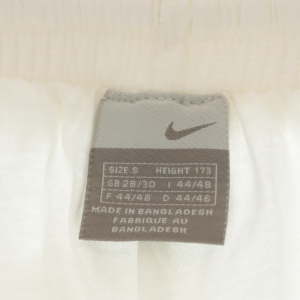 SIZE S HEIGHT 173
GB 28/30 I 44/48
F 44/48 D 44/46
MADE IN BANGLADESH
FABRIQUE AU
BANGLADESH